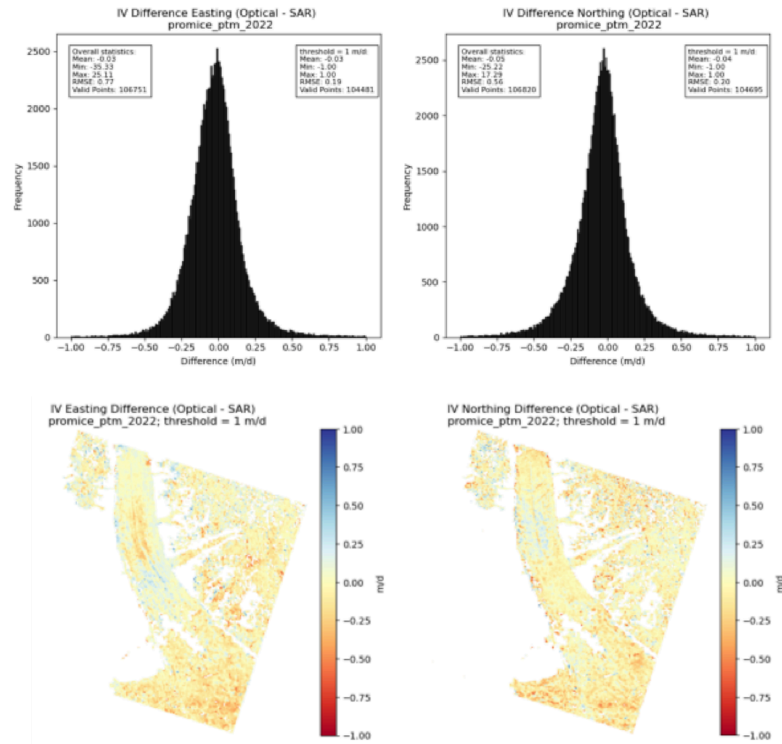 IV Difference Easting (Optical - SAR)
promice_ptm_2022
Overall statistics:
Mean: -0.03
Min: -35.33
Max: 25.11
RMSE: 0.77
Valid Points: 106751
threshold = 1 m/d
Mean: -0.03
Min: -1.00
Max: 1.00
RMSE: 0.19
Valid Points: 104481
2500
2000
1500
1000
500
0
Frequency
−1.00 −0.75 −0.50 −0.25 0.00 0.25 0.50 0.75 1.00
Difference (m/d)
IV Difference Northing (Optical - SAR)
promice_ptm_2022
Overall statistics:
Mean: -0.05
Min: -25.22
Max: 17.29
RMSE: 0.56
Valid Points: 106820
threshold = 1 m/d
Mean: -0.04
Min: -1.00
Max: 1.00
RMSE: 0.20
Valid Points: 104695
2500
2000
1500
1000
500
0
Frequency
−1.00 −0.75 −0.50 −0.25 0.00 0.25 0.50 0.75 1.00
Difference (m/d)
IV Easting Difference (Optical - SAR)
promice_ptm_2022; threshold = 1 m/d
1.00
0.75
0.50
0.25
0.00
−0.25
−0.50
−0.75
−1.00
m/d
IV Northing Difference (Optical - SAR)
promice_ptm_2022; threshold = 1 m/d
1.00
0.75
0.50
0.25
0.00
−0.25
−0.50
−0.75
−1.00
m/d